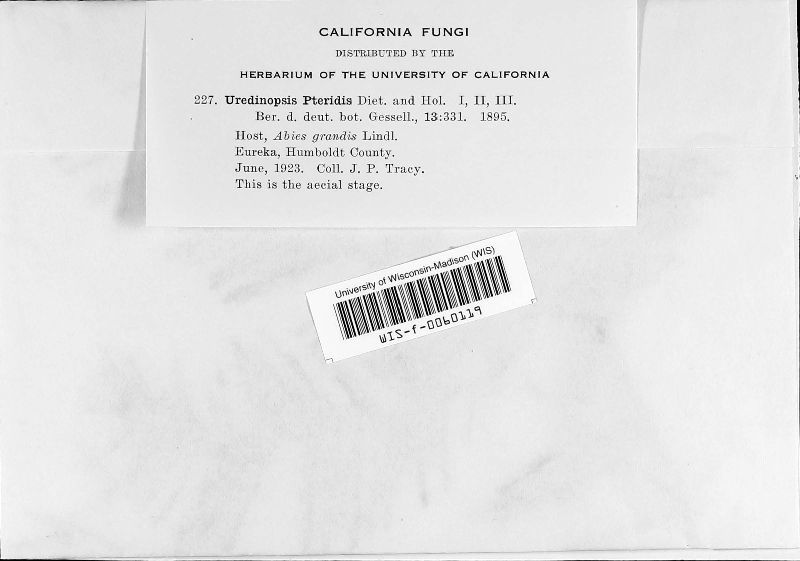 CALIFORNIA FUNGI
DISTRIBUTED BY THE
HERBARIUM OF THE UNIVERSITY OF CALIFORNIA
227. Uredinopsis Pteridis Diet. and Hol. I, II, III.
Ber. d. deut. bot. Gessell., 13:331. 1895.
Host, Abies grandis Lindl.
Eureka, Humboldt County.
June, 1923. Coll. J. P. Tracy.
This is the aecial stage.
University of Wisconsin-Madison (WIS)
WIS-f-0060119